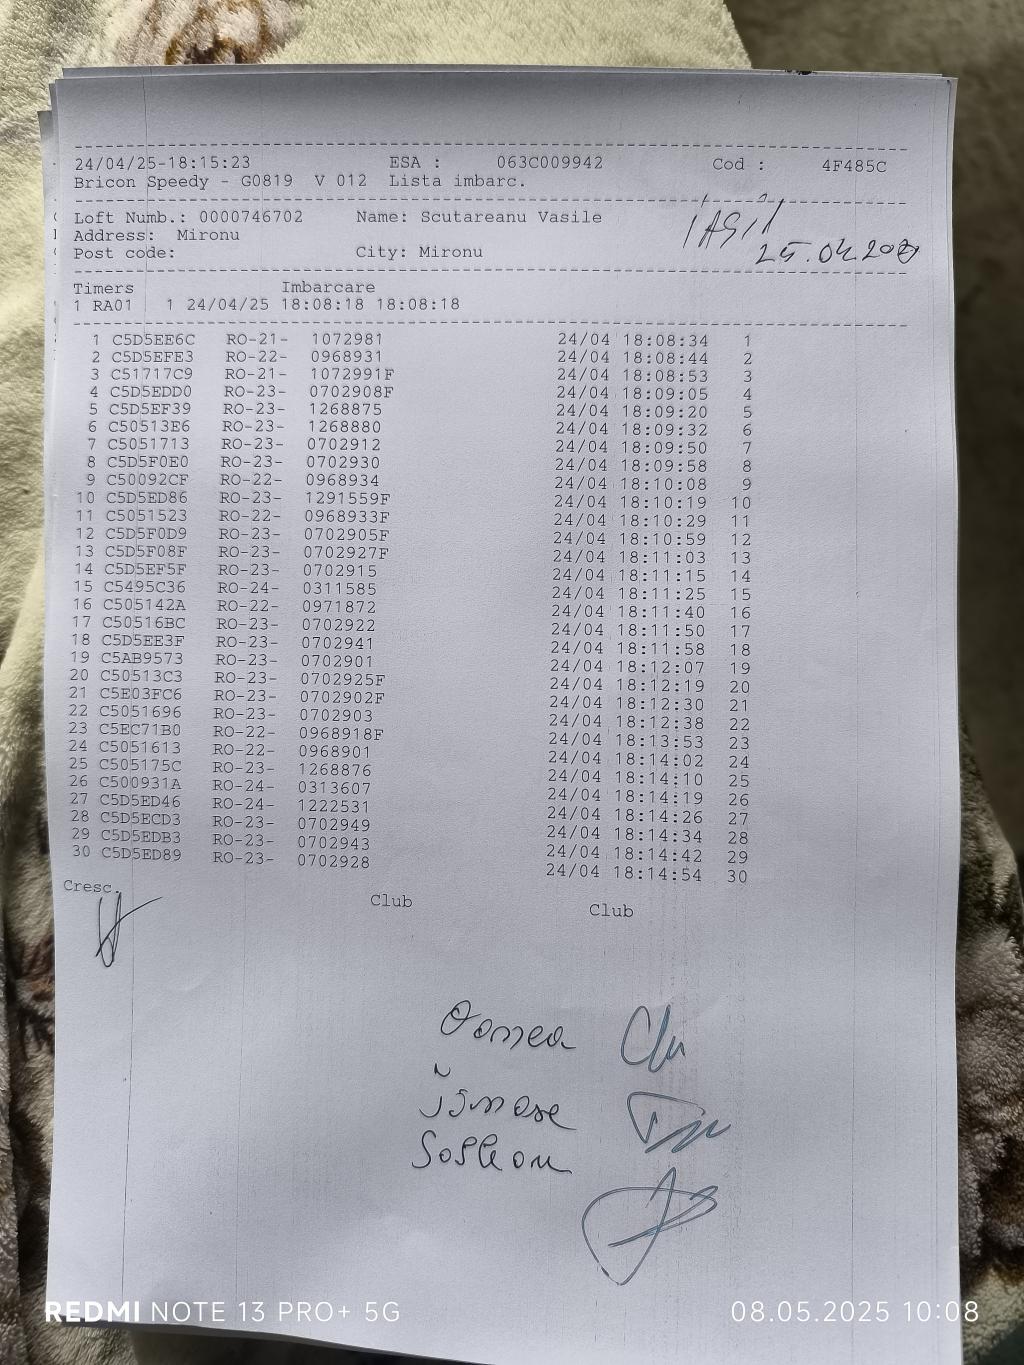 24/04/25-18:15:23 ESA : 063C009942 Cod : 4F485C
Bricon Speedy - G0819 V 012 Lista imbarc.
Loft Numb.: 0000746702 Name: Scutareanu Vasile
Address: Mironu
Post code: City: Mironu
Timers Imbarcare
1 RA01 1 24/04/25 18:08:18 18:08:18
1 C5D5EE6C RO-21- 1072981 24/04 18:08:34 1
2 C5D5EFE3 RO-22- 0968931 24/04 18:08:44 2
3 C51717C9 RO-21- 1072991F 24/04 18:08:53 3
4 C5D5EDD0 RO-23- 0702908F 24/04 18:09:05 4
5 C5D5EF39 RO-23- 1268875 24/04 18:09:20 5
6 C50513E6 RO-23- 1268880 24/04 18:09:32 6
7 C5051713 RO-23- 0702912 24/04 18:09:50 7
8 C5D5F0E0 RO-23- 0702930 24/04 18:09:58 8
9 C50092CF RO-22- 0968934 24/04 18:10:08 9
10 C5D5ED86 RO-23- 1291559F 24/04 18:10:19 10
11 C5051523 RO-22- 0968933F 24/04 18:10:29 11
12 C5D5F0D9 RO-23- 0702905F 24/04 18:10:59 12
13 C5D5F08F RO-23- 0702927F 24/04 18:11:03 13
14 C5D5EF5F RO-23- 0702915 24/04 18:11:15 14
15 C5495C36 RO-24- 0311585 24/04 18:11:25 15
16 C505142A RO-22- 0971872 24/04 18:11:40 16
17 C50516BC RO-23- 0702922 24/04 18:11:50 17
18 C5D5EE3F RO-23- 0702941 24/04 18:11:58 18
19 C5AB9573 RO-23- 0702901 24/04 18:12:07 19
20 C50513C3 RO-23- 0702925F 24/04 18:12:19 20
21 C5E03FC6 RO-23- 0702902F 24/04 18:12:30 21
22 C5051696 RO-23- 0702903 24/04 18:12:38 22
23 C5EC71B0 RO-22- 0968918F 24/04 18:13:53 23
24 C5051613 RO-22- 0968901 24/04 18:14:02 24
25 C505175C RO-23- 1268876 24/04 18:14:10 25
26 C500931A RO-24- 0313607 24/04 18:14:19 26
27 C5D5ED46 RO-24- 1222531 24/04 18:14:26 27
28 C5D5ECD3 RO-23- 0702949 24/04 18:14:34 28
29 C5D5EDB3 RO-23- 0702943 24/04 18:14:42 29
30 C5D5ED89 RO-23- 0702928 24/04 18:14:54 30
Cresc. Club Club
REDMI NOTE 13 PRO+ 5G 08.05.2025 10:08